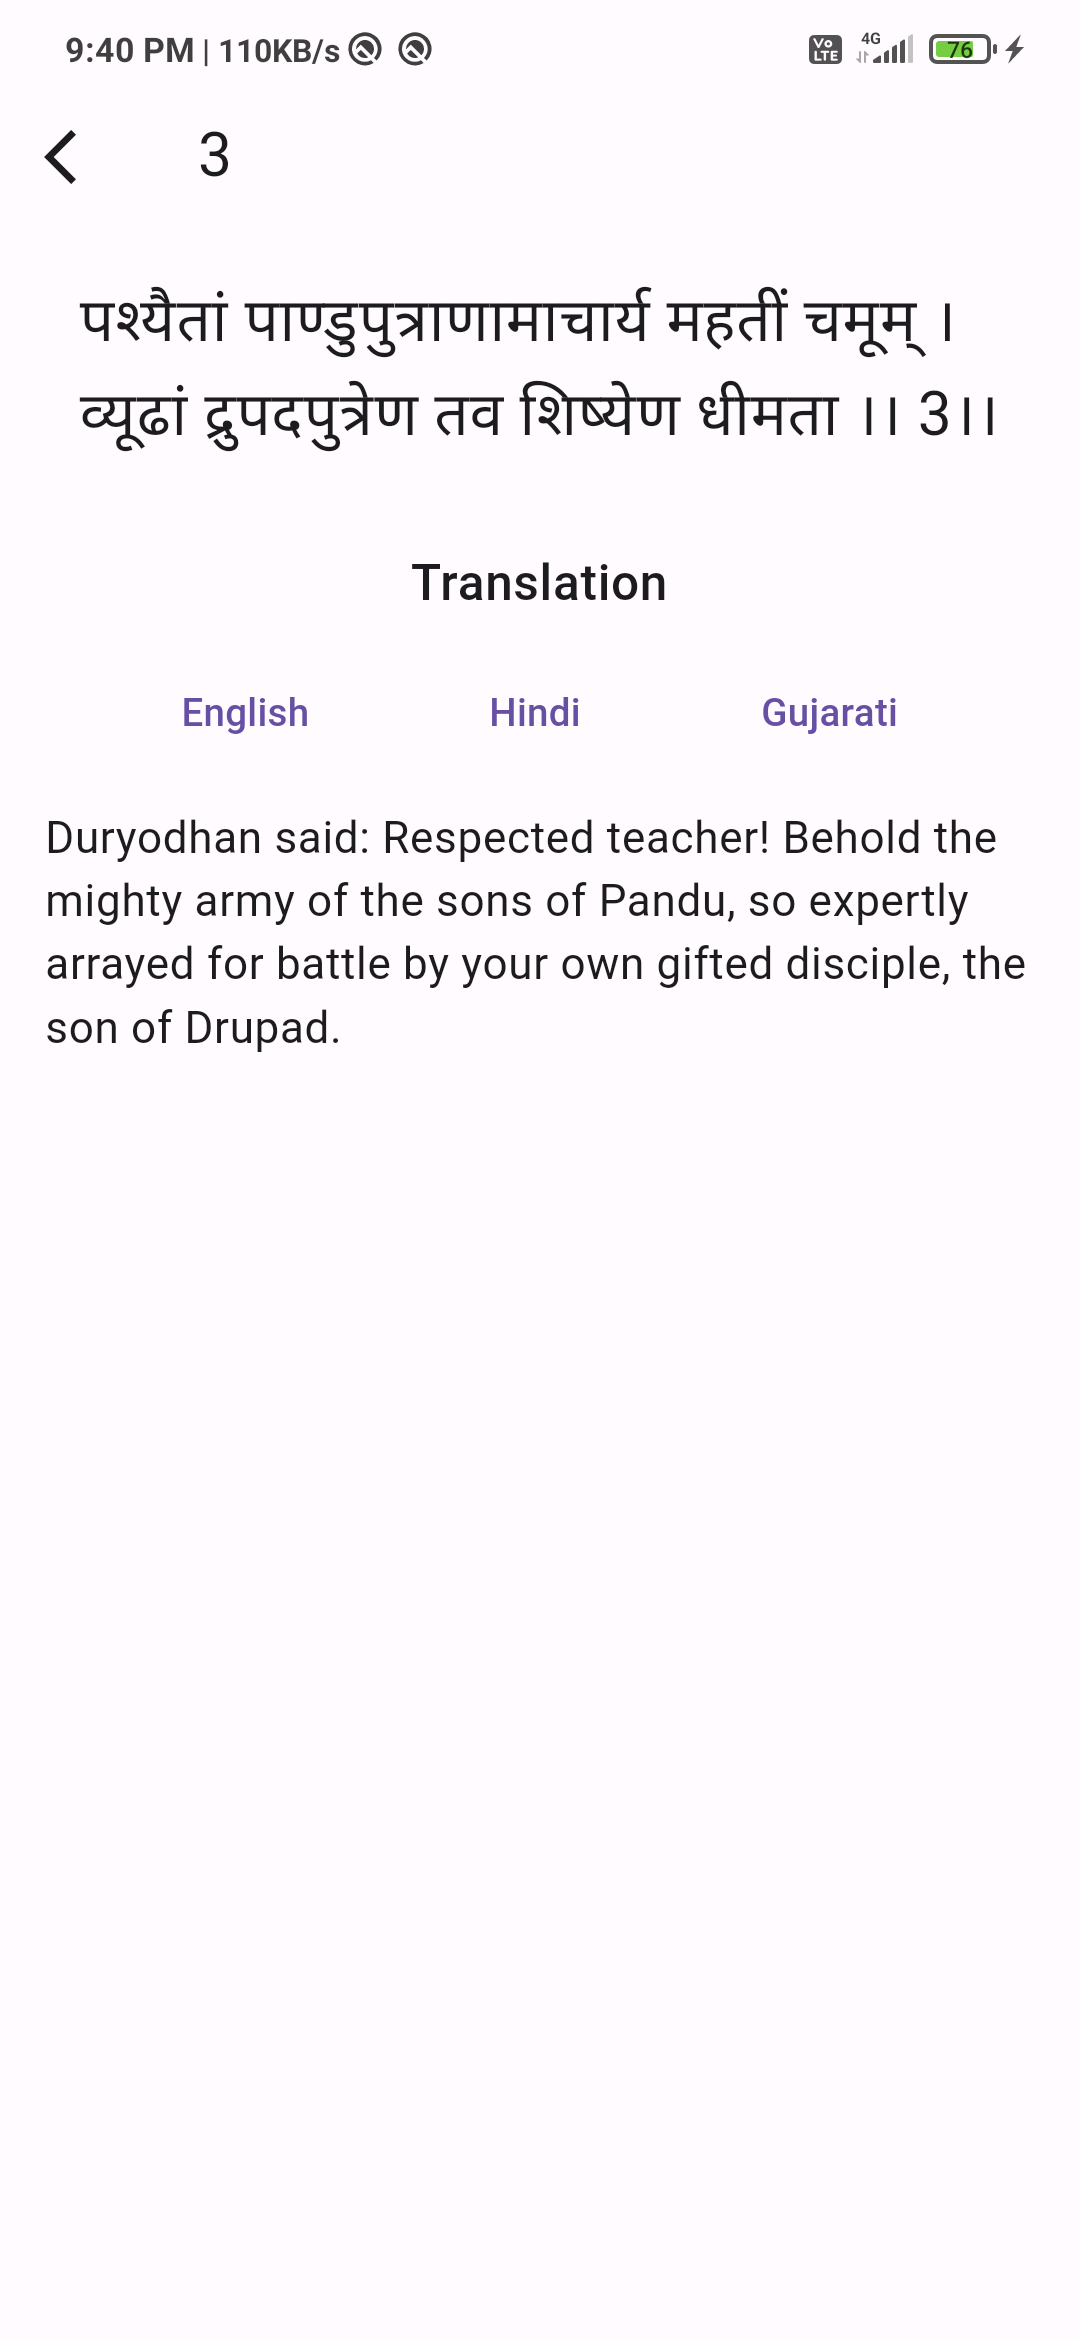 9:40 PM | 110KB/s
Vo LTE 4G 76
3
पश्यैतां पाण्डुपुत्राणामाचार्य महतीं चमूम् ।
व्यूढां द्रुपदपुत्रेण तव शिष्येण धीमता ।। 3।।
Translation
English Hindi Gujarati
Duryodhan said: Respected teacher! Behold the
mighty army of the sons of Pandu, so expertly
arrayed for battle by your own gifted disciple, the
son of Drupad.